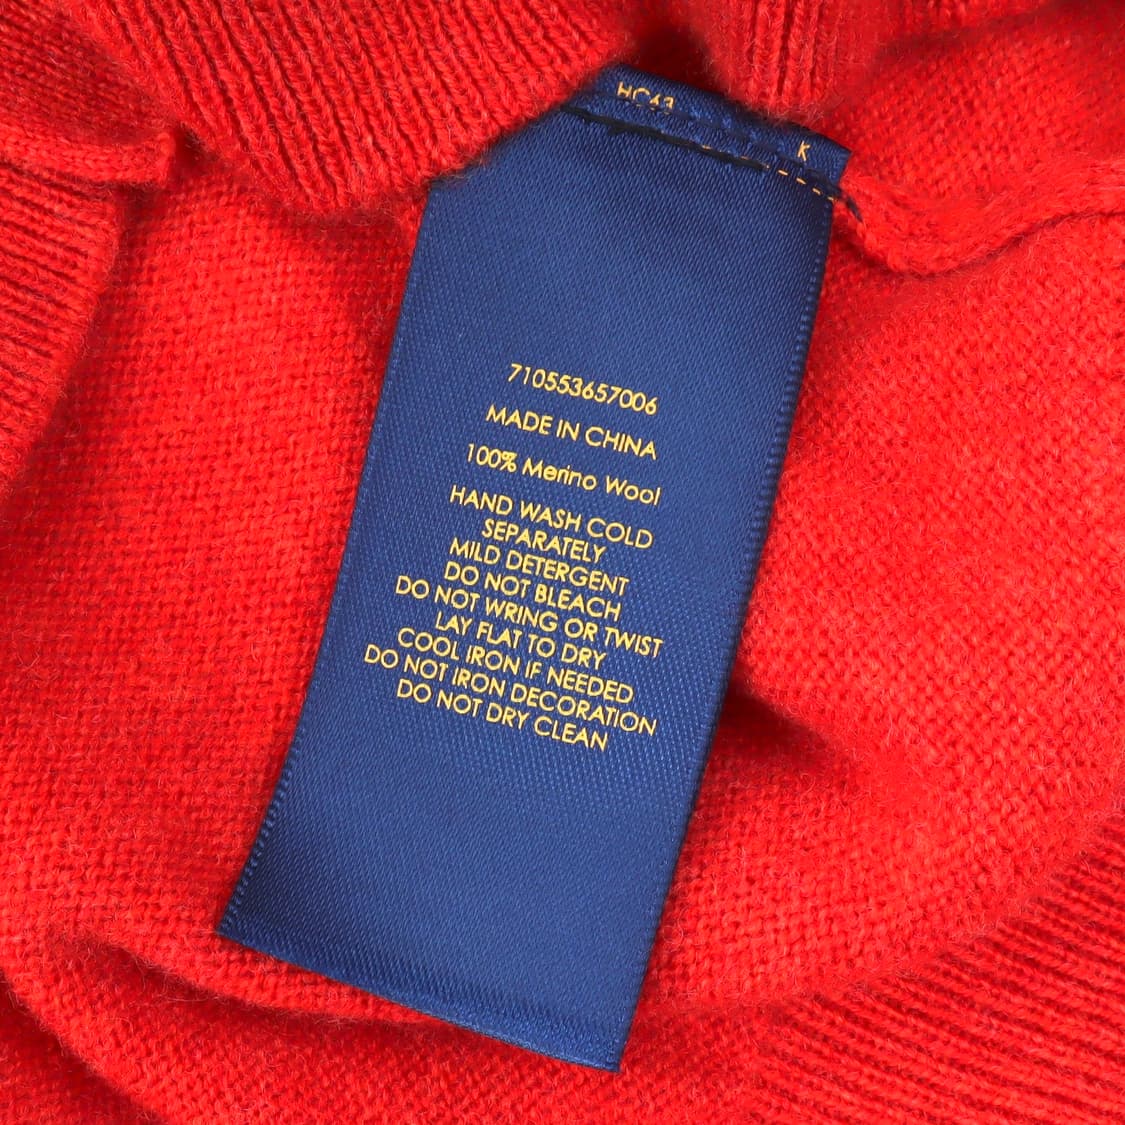 HC63
K
710553657006
MADE IN CHINA
100% Merino Wool
HAND WASH COLD
SEPARATELY
MILD DETERGENT
DO NOT BLEACH
DO NOT WRING OR TWIST
LAY FLAT TO DRY
COOL IRON IF NEEDED
DO NOT IRON DECORATION
DO NOT DRY CLEAN